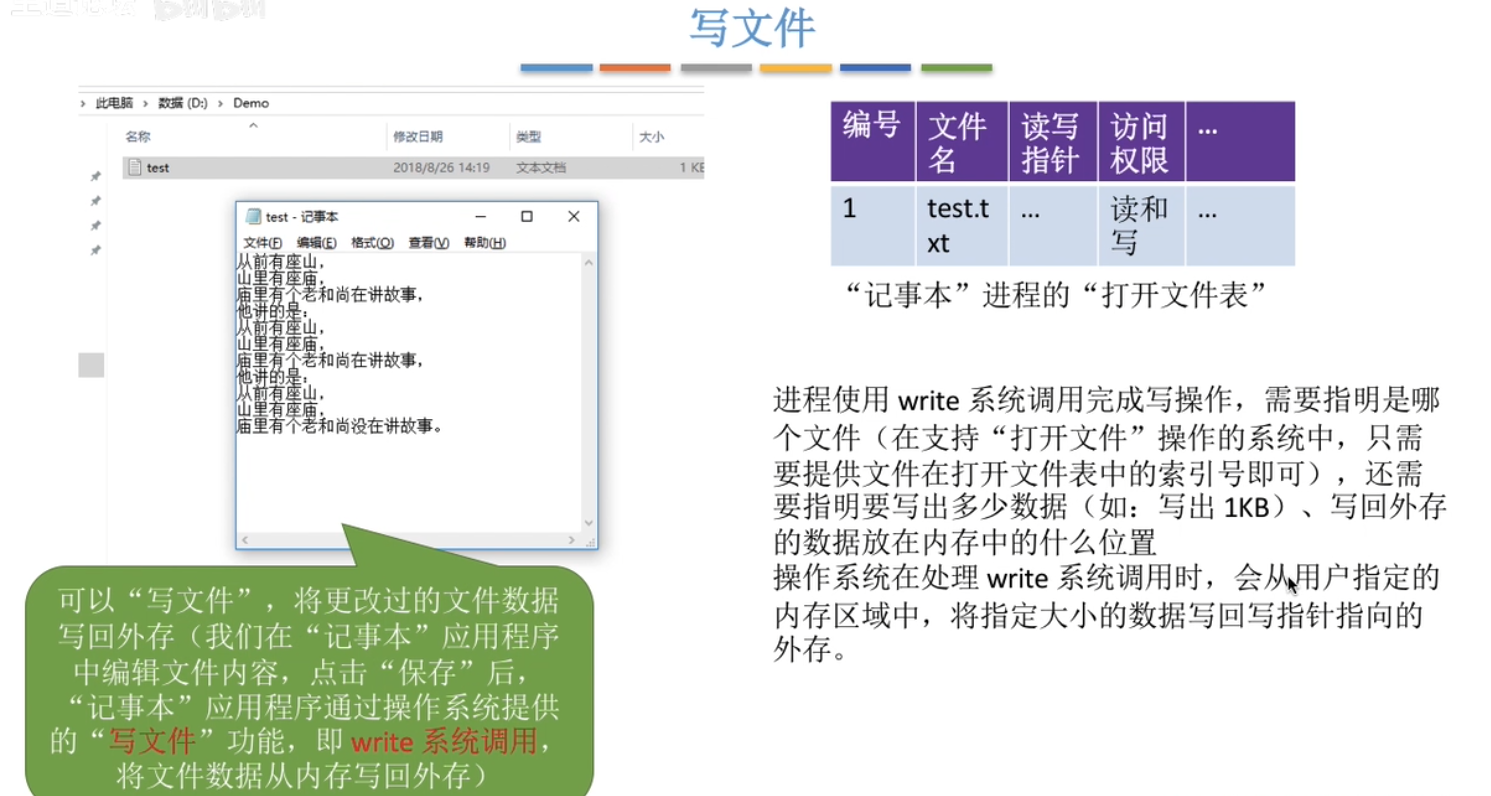 写文件
此电脑 › 数据 (D:) › Demo
名称 修改日期 类型 大小
test 2018/8/26 14:19 文本文档 1 KB
test - 记事本
文件(F) 编辑(E) 格式(O) 查看(V) 帮助(H)
从前有座山，
山里有座庙，
庙里有个老和尚在讲故事，
他讲的是：
从前有座山，
山里有座庙，
庙里有个老和尚在讲故事，
他讲的是：
从前有座山，
山里有座庙，
庙里有个老和尚没在讲故事。
可以“写文件”，将更改过的文件数据
写回外存（我们在“记事本”应用程序
中编辑文件内容，点击“保存”后，
“记事本”应用程序通过操作系统提供
的“写文件”功能，即 write 系统调用，
将文件数据从内存写回外存）
编号 文件名 读写指针 访问权限 ...
1 test.txt ... 读和写 ...
“记事本”进程的“打开文件表”
进程使用 write 系统调用完成写操作，需要指明是哪
个文件（在支持“打开文件”操作的系统中，只需
要提供文件在打开文件表中的索引号即可），还需
要指明要写出多少数据（如：写出 1KB）、写回外存
的数据放在内存中的什么位置
操作系统在处理 write 系统调用时，会从用户指定的
内存区域中，将指定大小的数据写回写指针指向的
外存。